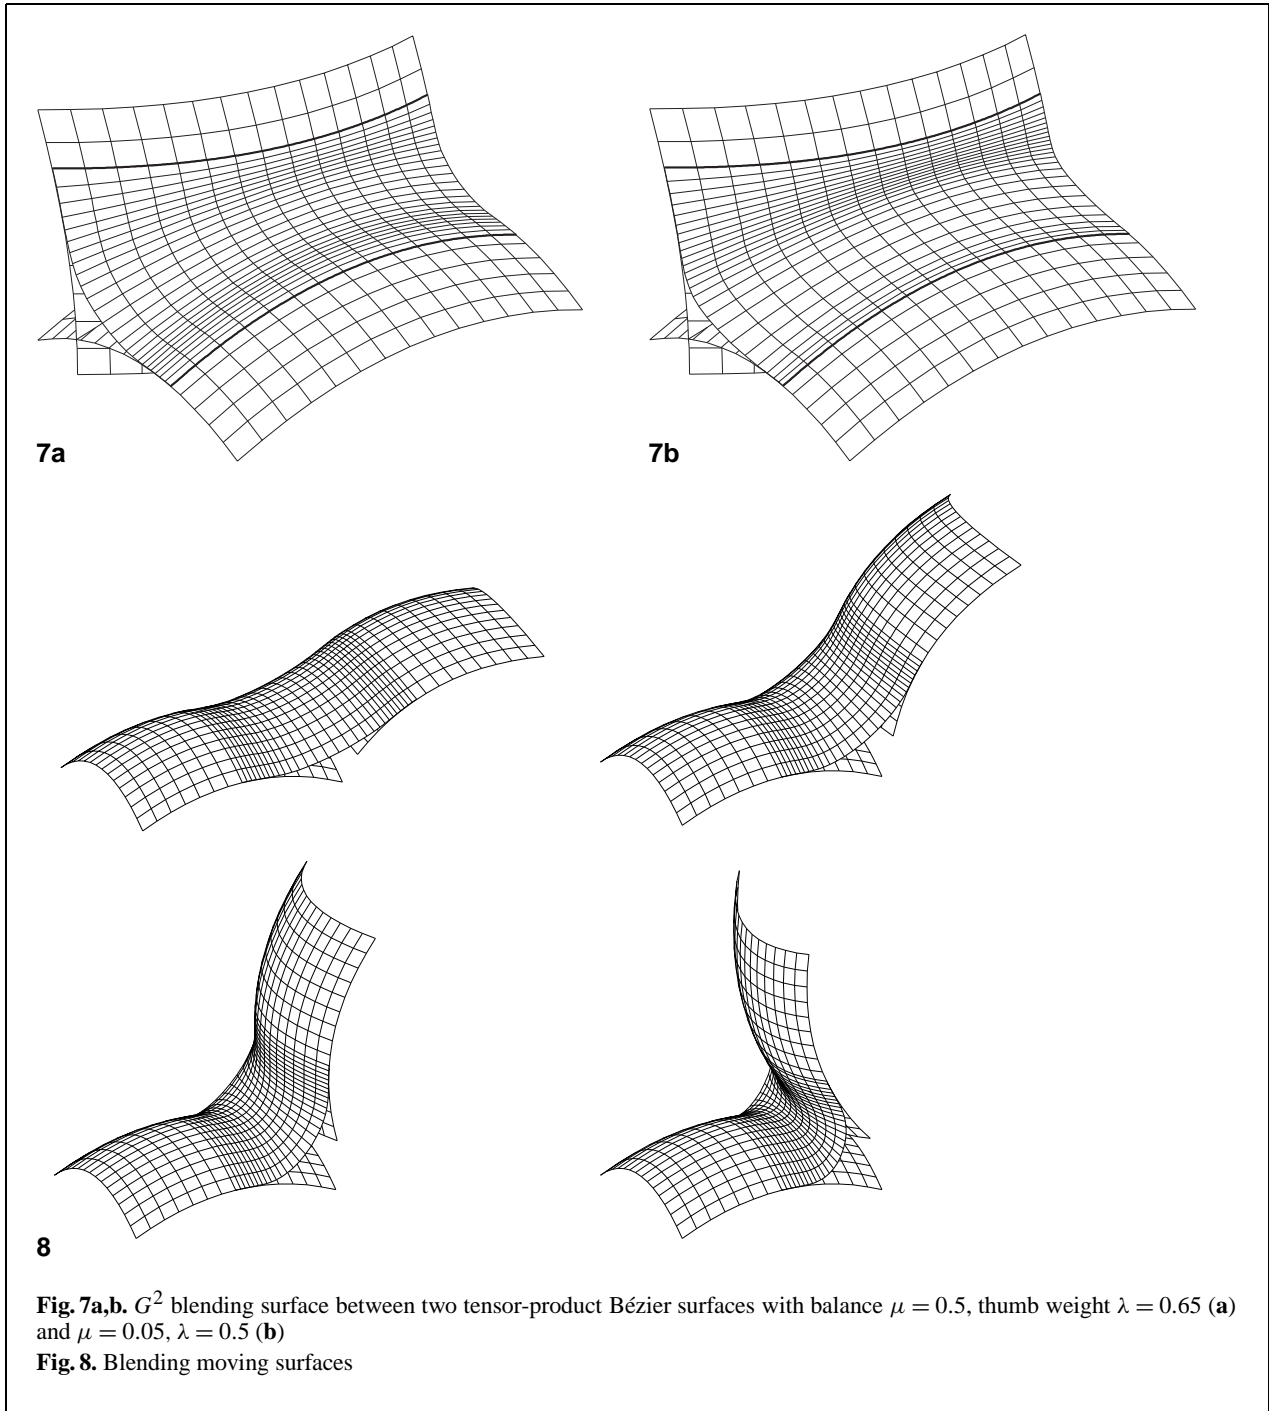 7a
7b
8
Fig. 7a,b. G² blending surface between two tensor-product Bézier surfaces with balance μ = 0.5, thumb weight λ = 0.65 (a)
and μ = 0.05, λ = 0.5 (b)
Fig. 8. Blending moving surfaces